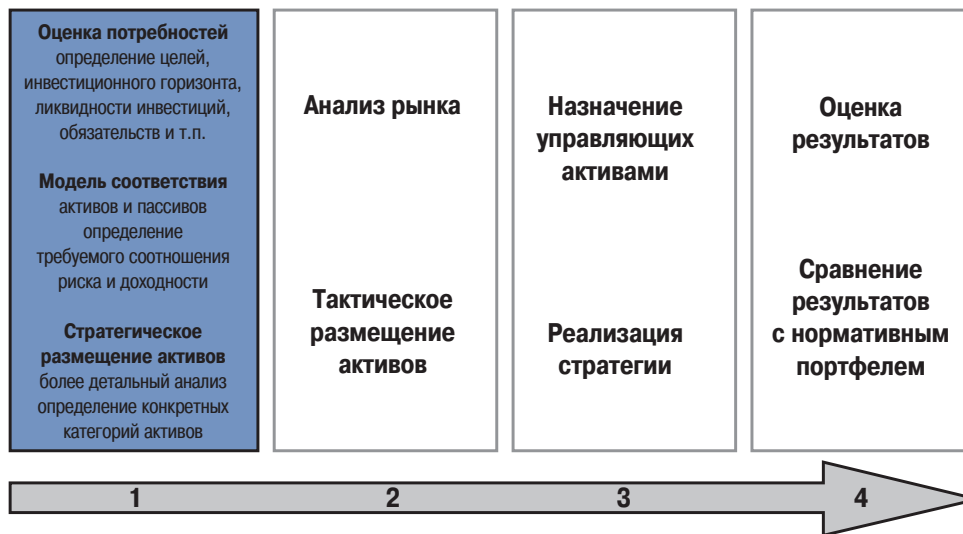 Оценка потребностей
определение целей,
инвестиционного горизонта,
ликвидности инвестиций,
обязательств и т.п.
Модель соответствия
активов и пассивов
определение
требуемого соотношения
риска и доходности
Стратегическое
размещение активов
более детальный анализ
определение конкретных
категорий активов
Анализ рынка
Тактическое
размещение
активов
Назначение
управляющих
активами
Реализация
стратегии
Оценка
результатов
Сравнение
результатов
с нормативным
портфелем
1
2
3
4